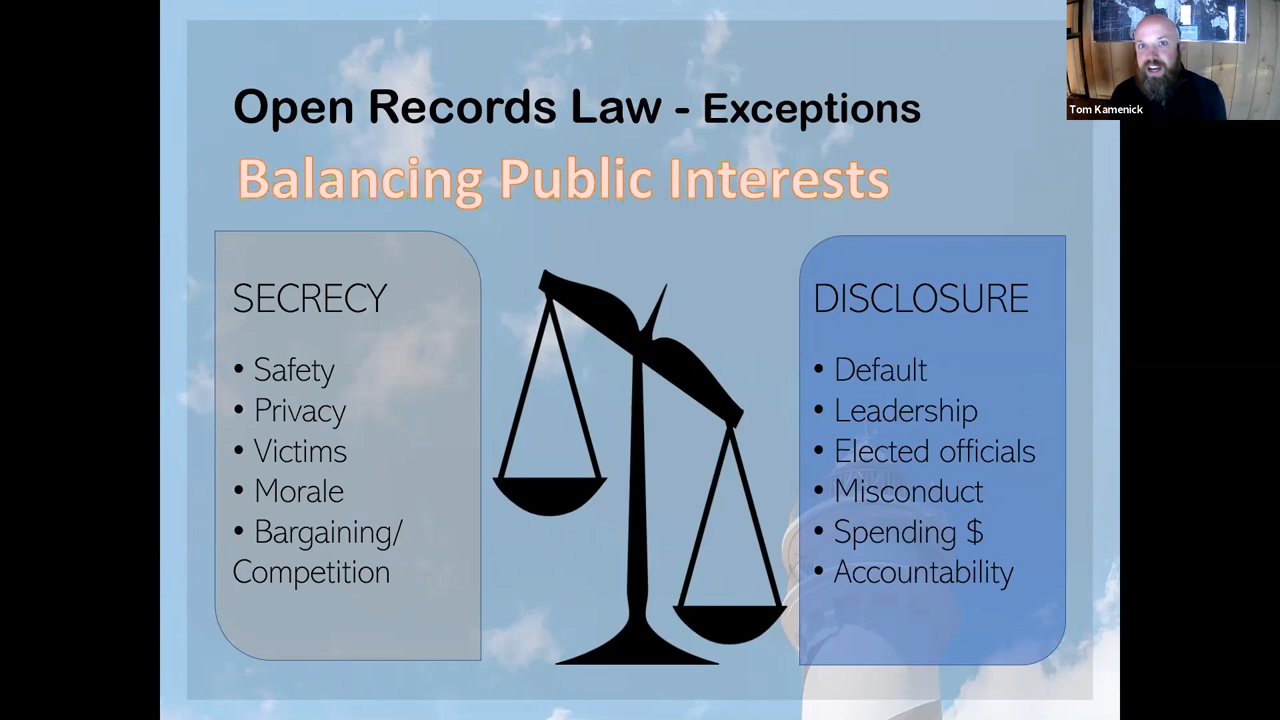 Open Records Law - Exceptions
Balancing Public Interests
SECRECY
• Safety
• Privacy
• Victims
• Morale
• Bargaining/
Competition
DISCLOSURE
• Default
• Leadership
• Elected officials
• Misconduct
• Spending $
• Accountability
Tom Kamenick